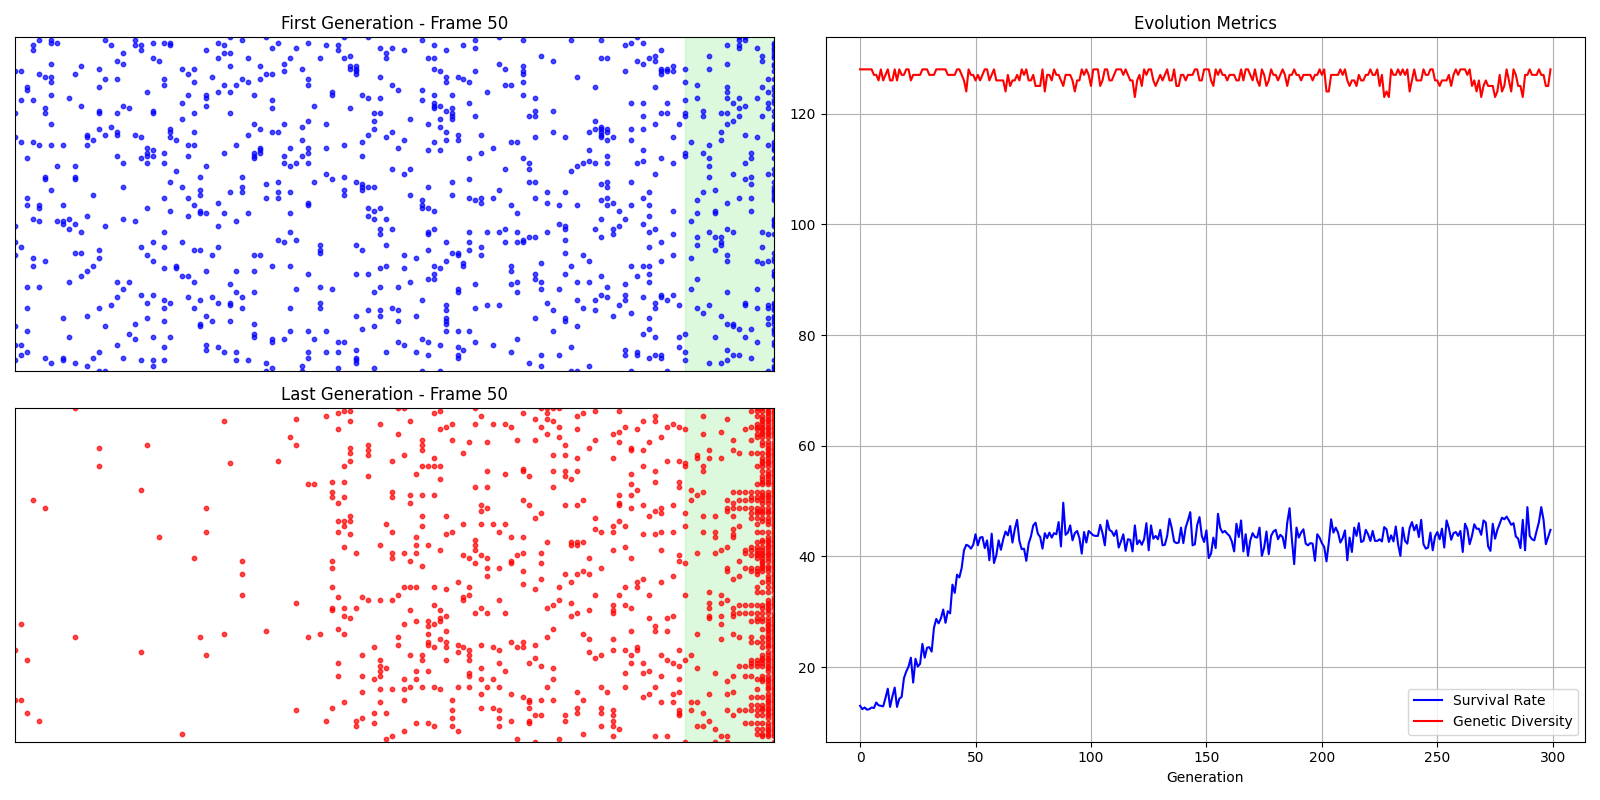 First Generation - Frame 50
Last Generation - Frame 50
Evolution Metrics
120
100
80
60
40
20
0 50 100 150 200 250 300
Generation
Survival Rate
Genetic Diversity